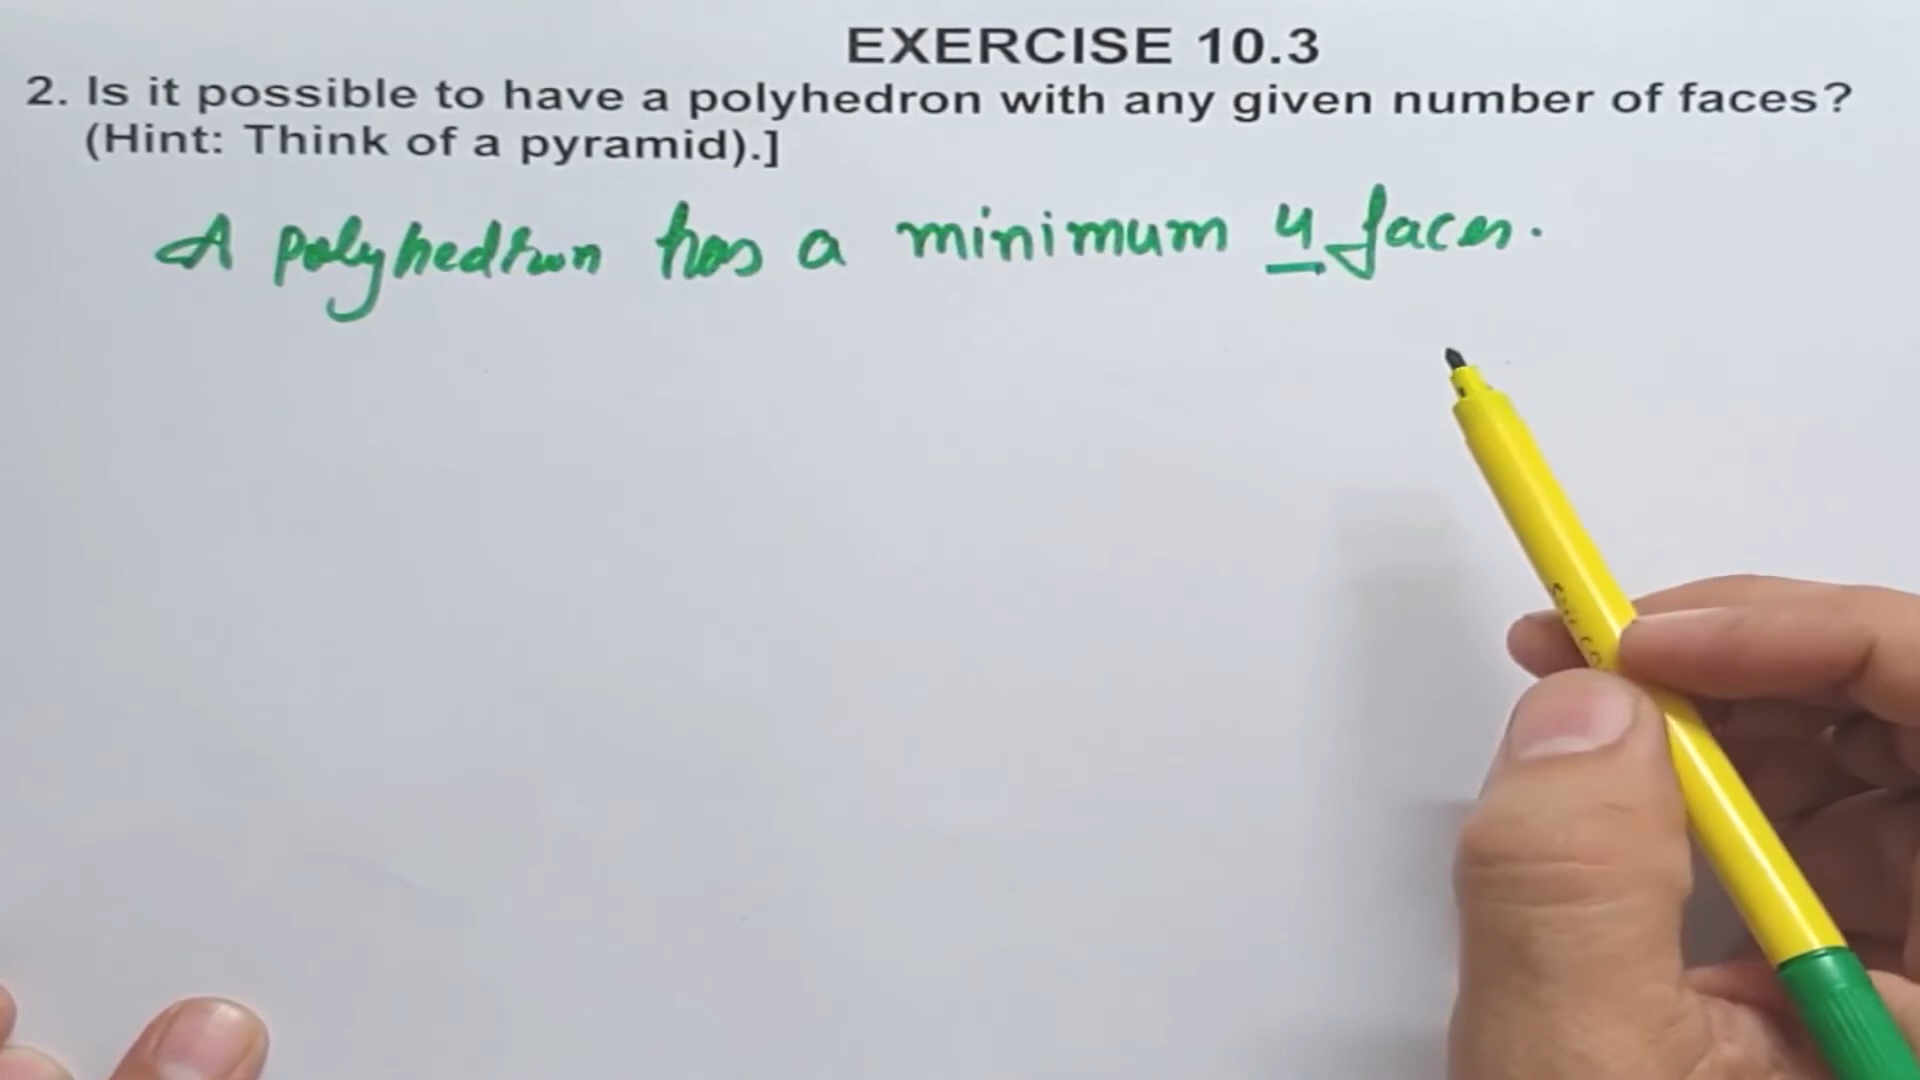 EXERCISE 10.3
2. Is it possible to have a polyhedron with any given number of faces?
(Hint: Think of a pyramid).]
A polyhedron has a minimum 4 faces.